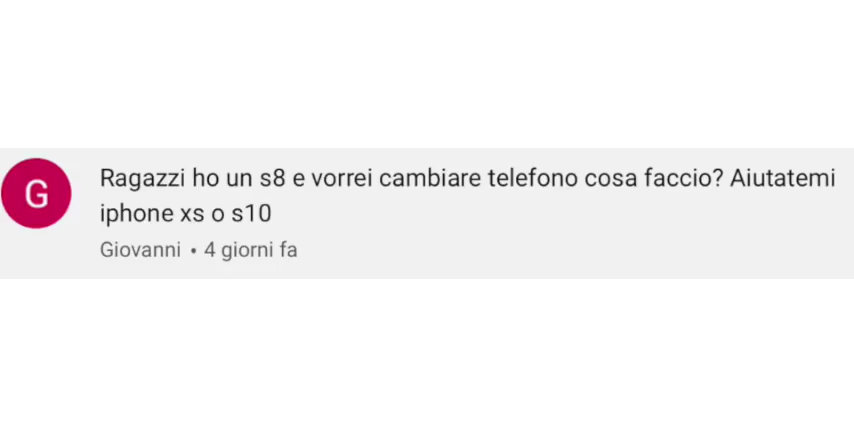 G
Ragazzi ho un s8 e vorrei cambiare telefono cosa faccio? Aiutatemi
iphone xs o s10
Giovanni • 4 giorni fa